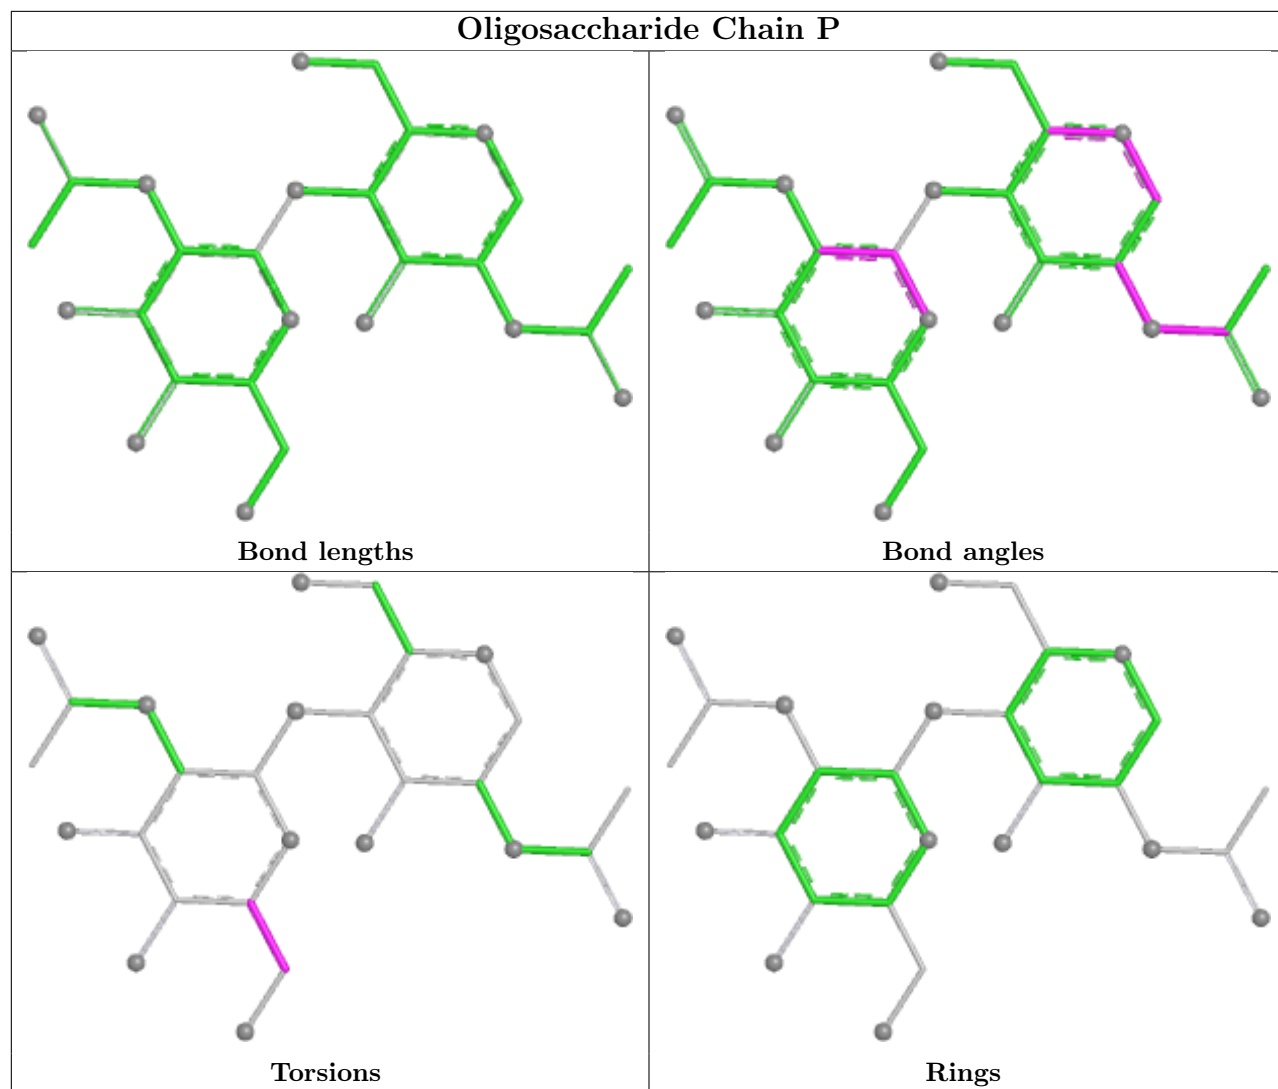 Oligosaccharide Chain P
Bond lengths
Bond angles
Torsions
Rings